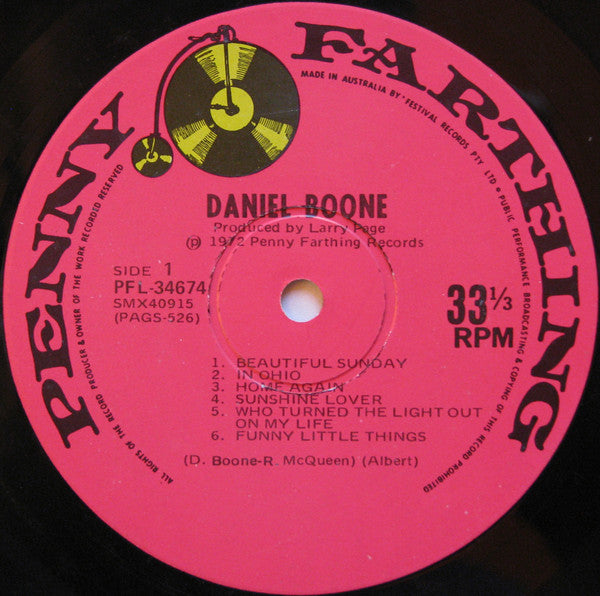 PENNY FARTHING
MADE IN AUSTRALIA BY FESTIVAL RECORDS PTY LTD • PUBLIC PERFORMANCE BROADCASTING & COPYING OF THIS RECORD PROHIBITED
ALL RIGHTS OF THE RECORD PRODUCER & OWNER OF THE WORK RECORDED RESERVED
DANIEL BOONE
Produced by Larry Page
℗ 1972 Penny Farthing Records
SIDE 1
PFL-34674
SMX40915
(PAGS-526)
33 1/3
RPM
1. BEAUTIFUL SUNDAY
2. IN OHIO
3. HOME AGAIN
4. SUNSHINE LOVER
5. WHO TURNED THE LIGHT OUT
ON MY LIFE
6. FUNNY LITTLE THINGS
(D. Boone-R. McQueen) (Albert)